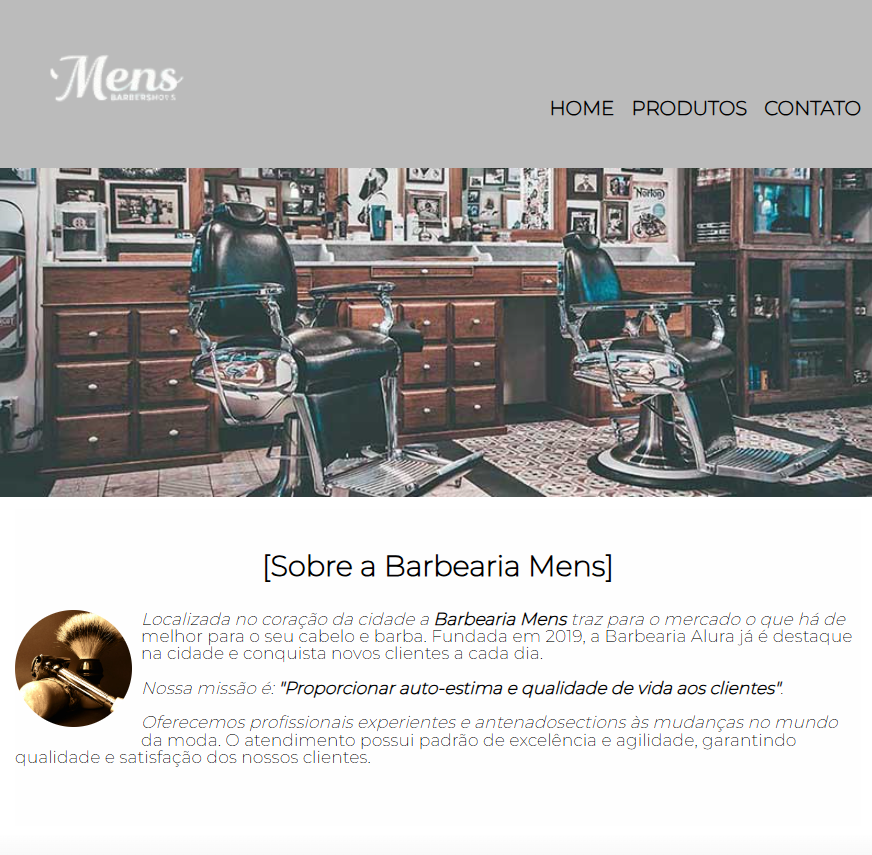 Mens
BARBERSHOP'S
HOME PRODUTOS CONTATO
Norton
[Sobre a Barbearia Mens]
Localizada no coração da cidade a Barbearia Mens traz para o mercado o que há de
melhor para o seu cabelo e barba. Fundada em 2019, a Barbearia Alura já é destaque
na cidade e conquista novos clientes a cada dia.
Nossa missão é: "Proporcionar auto-estima e qualidade de vida aos clientes".
Oferecemos profissionais experientes e antenadosections às mudanças no mundo
da moda. O atendimento possui padrão de excelência e agilidade, garantindo
qualidade e satisfação dos nossos clientes.